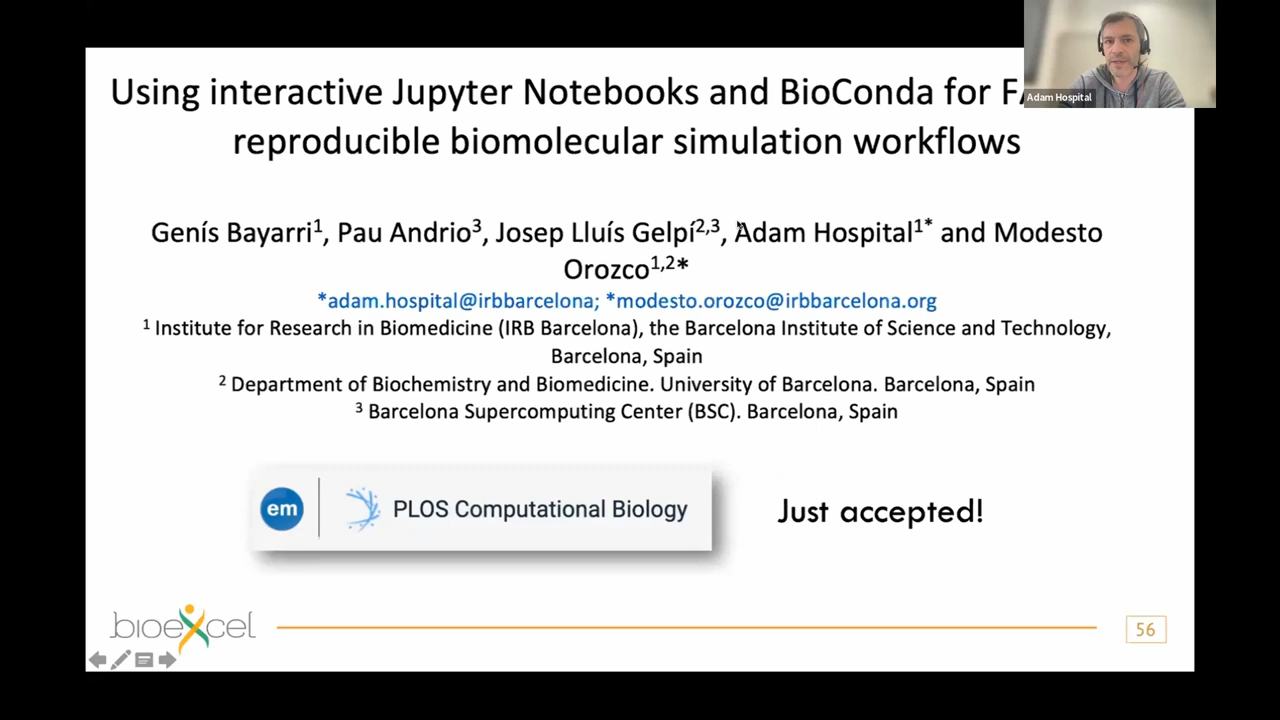 Using interactive Jupyter Notebooks and BioConda for
reproducible biomolecular simulation workflows
Adam Hospital
Genís Bayarri1, Pau Andrio3, Josep Lluís Gelpí2,3, Adam Hospital1* and Modesto
Orozco1,2*
*adam.hospital@irbbarcelona; *modesto.orozco@irbbarcelona.org
1 Institute for Research in Biomedicine (IRB Barcelona), the Barcelona Institute of Science and Technology,
Barcelona, Spain
2 Department of Biochemistry and Biomedicine. University of Barcelona. Barcelona, Spain
3 Barcelona Supercomputing Center (BSC). Barcelona, Spain
em
PLOS Computational Biology
Just accepted!
bioexcel
56